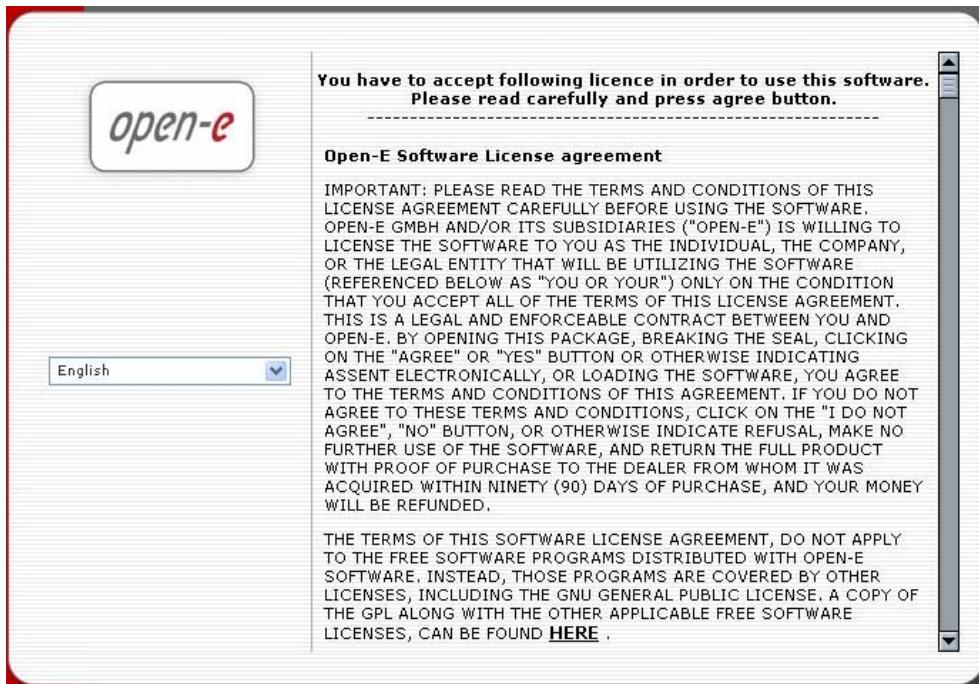 open-e
English
You have to accept following licence in order to use this software.
Please read carefully and press agree button.
------------------------------------------------------------
Open-E Software License agreement
IMPORTANT: PLEASE READ THE TERMS AND CONDITIONS OF THIS
LICENSE AGREEMENT CAREFULLY BEFORE USING THE SOFTWARE.
OPEN-E GMBH AND/OR ITS SUBSIDIARIES ("OPEN-E") IS WILLING TO
LICENSE THE SOFTWARE TO YOU AS THE INDIVIDUAL, THE COMPANY,
OR THE LEGAL ENTITY THAT WILL BE UTILIZING THE SOFTWARE
(REFERENCED BELOW AS "YOU OR YOUR") ONLY ON THE CONDITION
THAT YOU ACCEPT ALL OF THE TERMS OF THIS LICENSE AGREEMENT.
THIS IS A LEGAL AND ENFORCEABLE CONTRACT BETWEEN YOU AND
OPEN-E. BY OPENING THIS PACKAGE, BREAKING THE SEAL, CLICKING
ON THE "AGREE" OR "YES" BUTTON OR OTHERWISE INDICATING
ASSENT ELECTRONICALLY, OR LOADING THE SOFTWARE, YOU AGREE
TO THE TERMS AND CONDITIONS OF THIS AGREEMENT. IF YOU DO NOT
AGREE TO THESE TERMS AND CONDITIONS, CLICK ON THE "I DO NOT
AGREE", "NO" BUTTON, OR OTHERWISE INDICATE REFUSAL, MAKE NO
FURTHER USE OF THE SOFTWARE, AND RETURN THE FULL PRODUCT
WITH PROOF OF PURCHASE TO THE DEALER FROM WHOM IT WAS
ACQUIRED WITHIN NINETY (90) DAYS OF PURCHASE, AND YOUR MONEY
WILL BE REFUNDED.
THE TERMS OF THIS SOFTWARE LICENSE AGREEMENT, DO NOT APPLY
TO THE FREE SOFTWARE PROGRAMS DISTRIBUTED WITH OPEN-E
SOFTWARE. INSTEAD, THOSE PROGRAMS ARE COVERED BY OTHER
LICENSES, INCLUDING THE GNU GENERAL PUBLIC LICENSE. A COPY OF
THE GPL ALONG WITH THE OTHER APPLICABLE FREE SOFTWARE
LICENSES, CAN BE FOUND HERE .